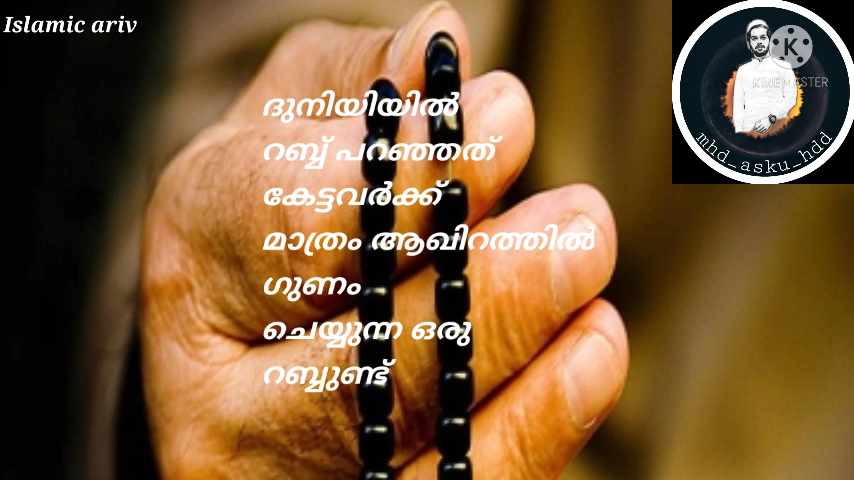 Islamic ariv
ദുനിയിയിൽ
റബ്ബ് പറഞ്ഞത്
കേട്ടവർക്ക്
മാത്രം ആഖിറത്തിൽ
ഗുണം
ചെയ്യുന്ന ഒരു
റബ്ബുണ്ട്
K
KINEMASTER
mhd_asku_hdd